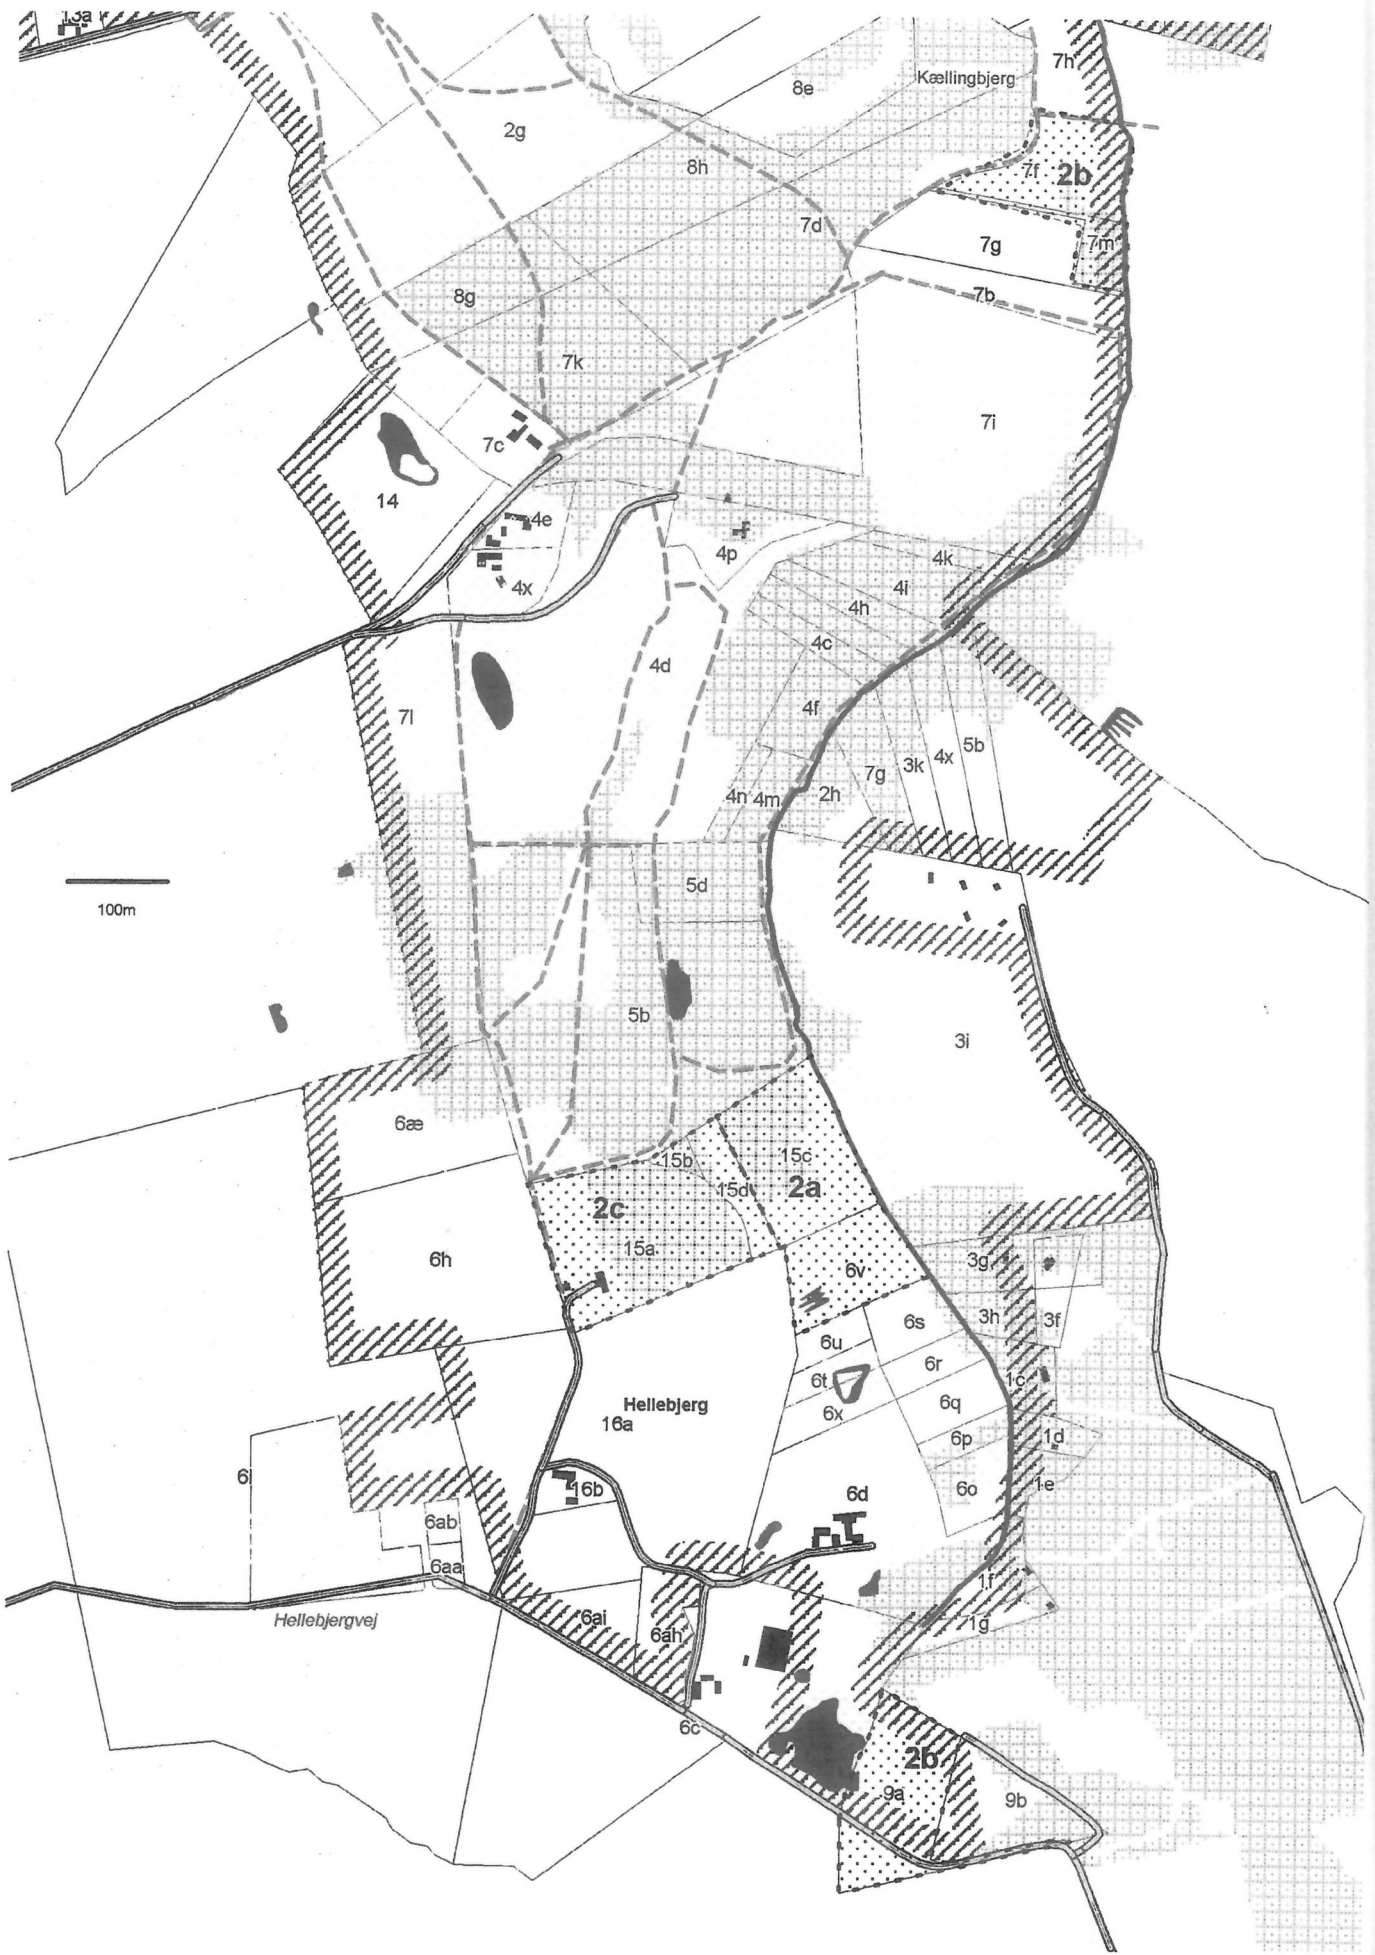 13a
7h
Kællingbjerg
8e
2g
8h
7f
2b
7d
7g
7m
8g
7b
7k
7i
7c
14
4e
4p
4k
4i
4x
4h
4c
4d
4f
7l
5b
4x
3k
7g
2h
4n
4m
5d
100m
5b
3i
6æ
15b
15c
15d
2a
2c
15a
6h
6v
3g
3h
3f
6s
6u
6r
6t
1c
6x
6q
Hellebjerg
16a
6p
1d
6i
16b
6o
1e
6d
6ab
6aa
1f
Hellebjergvej
6ai
6ah
1g
6c
2b
9a
9b